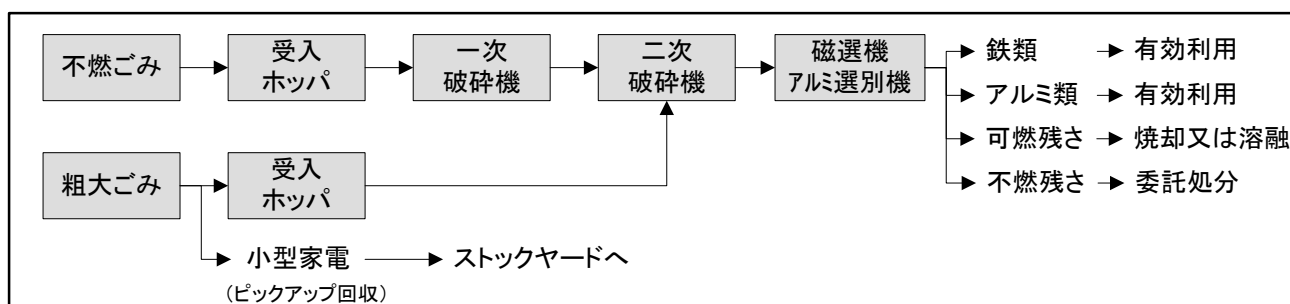 不燃ごみ
受入
ホッパ
一次
破砕機
二次
破砕機
磁選機
アルミ選別機
鉄類
有効利用
アルミ類
有効利用
可燃残さ
焼却又は溶融
不燃残さ
委託処分
粗大ごみ
受入
ホッパ
小型家電
ストックヤードへ
(ピックアップ回収)